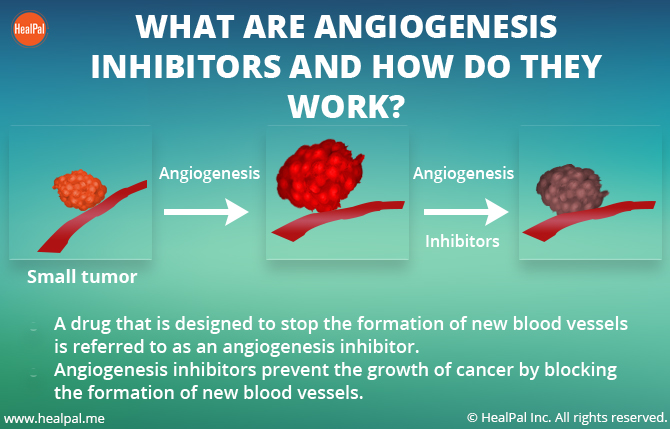 HealPal
WHAT ARE ANGIOGENESIS
INHIBITORS AND HOW DO THEY
WORK?
Angiogenesis
Angiogenesis
Inhibitors
Small tumor
A drug that is designed to stop the formation of new blood vessels
is referred to as an angiogenesis inhibitor.
Angiogenesis inhibitors prevent the growth of cancer by blocking
the formation of new blood vessels.
www.healpal.me
© HealPal Inc. All rights reserved.